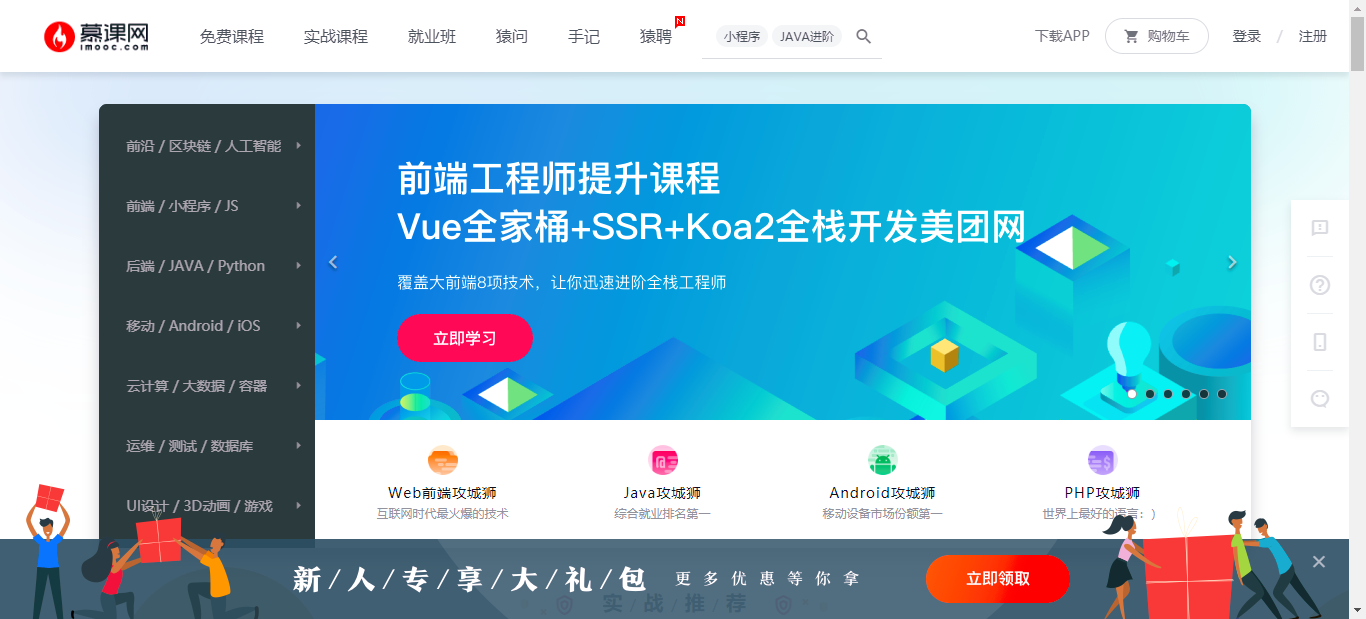 慕课网
imooc.com
免费课程
实战课程
就业班
猿问
手记
猿聘
N
小程序
JAVA进阶
下载APP
购物车
登录 / 注册
前沿 / 区块链 / 人工智能
前端 / 小程序 / JS
后端 / JAVA / Python
移动 / Android / iOS
云计算 / 大数据 / 容器
运维 / 测试 / 数据库
UI设计 / 3D动画 / 游戏
前端工程师提升课程
Vue全家桶+SSR+Koa2全栈开发美团网
覆盖大前端8项技术，让你迅速进阶全栈工程师
立即学习
Web前端攻城狮
互联网时代最火爆的技术
Java攻城狮
综合就业排名第一
Android攻城狮
移动设备市场份额第一
PHP攻城狮
世界上最好的语言：）
新/人/专/享/大/礼/包
更多优惠等你拿
立即领取
实/战/推/荐